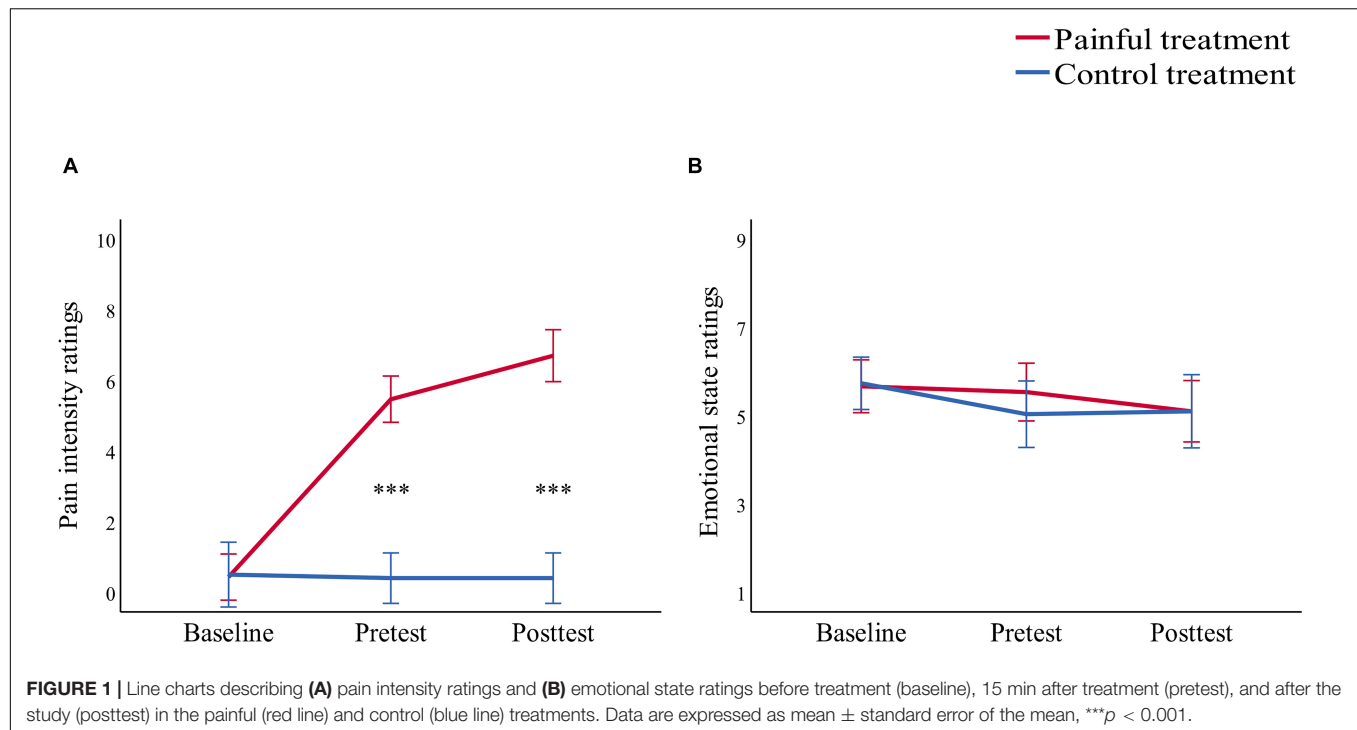 Painful treatment
Control treatment
A
B
10
8
6
4
2
0
Pain intensity ratings
***
***
Baseline
Pretest
Posttest
9
7
5
3
1
Emotional state ratings
Baseline
Pretest
Posttest
FIGURE 1 | Line charts describing (A) pain intensity ratings and (B) emotional state ratings before treatment (baseline), 15 min after treatment (pretest), and after the
study (posttest) in the painful (red line) and control (blue line) treatments. Data are expressed as mean ± standard error of the mean, ***p < 0.001.